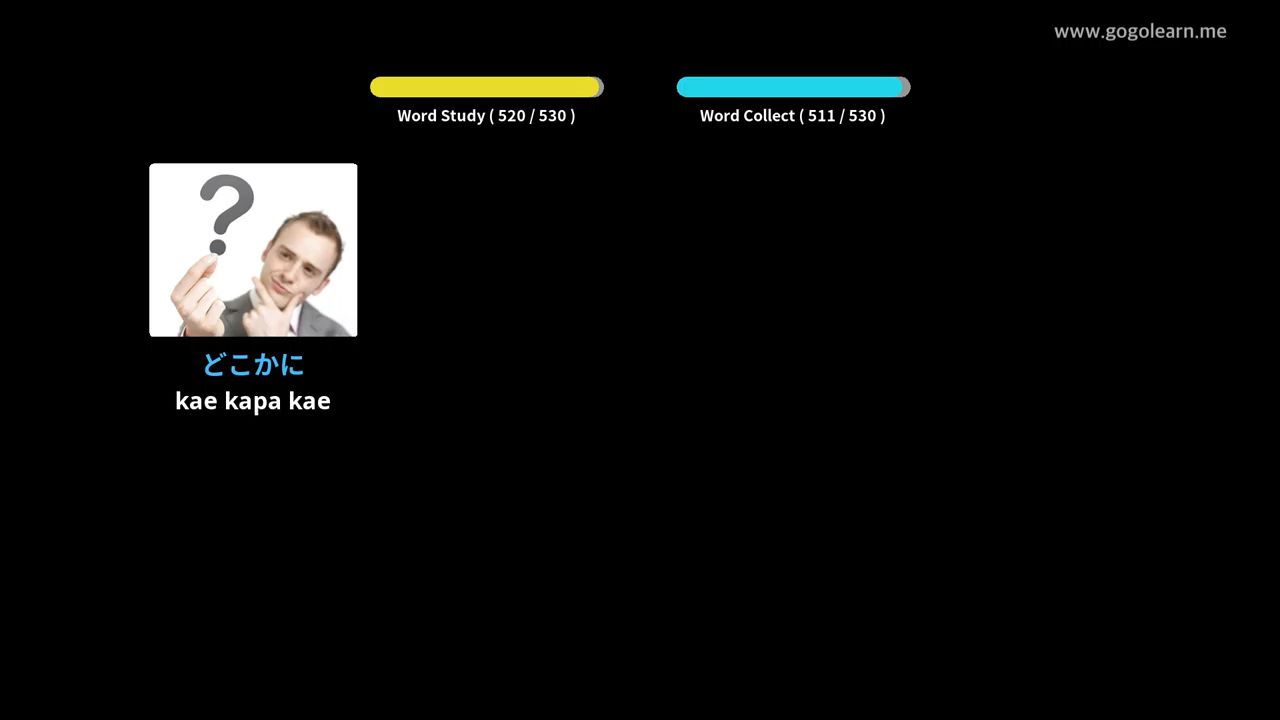 www.gogolearn.me
Word Study ( 520 / 530 )
Word Collect ( 511 / 530 )
?
どこかに
kae kapa kae